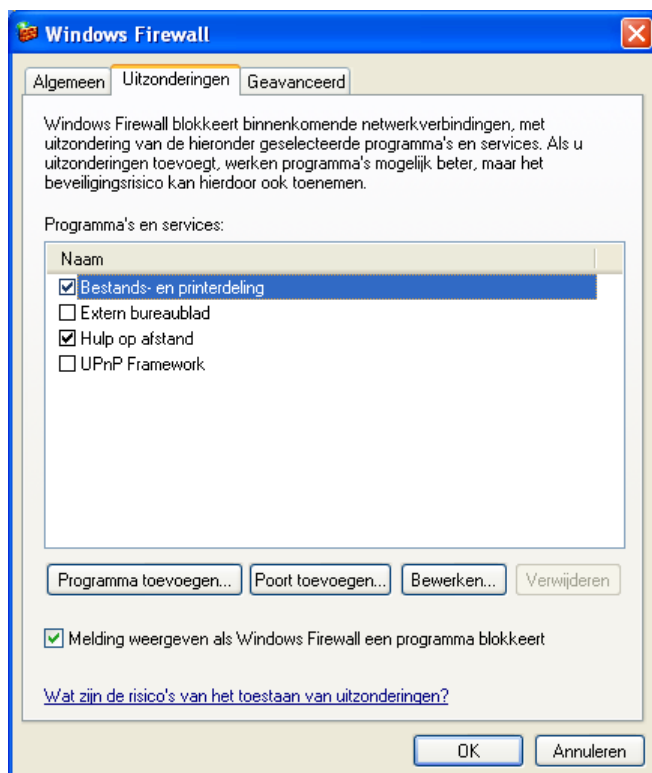 Windows Firewall
Algemeen Uitzonderingen Geavanceerd
Windows Firewall blokkeert binnenkomende netwerkverbindingen, met
uitzondering van de hieronder geselecteerde programma's en services. Als u
uitzonderingen toevoegt, werken programma's mogelijk beter, maar het
beveiligingsrisico kan hierdoor ook toenemen.
Programma's en services:
Naam
Bestands- en printerdeling
Extern bureaublad
Hulp op afstand
UPnP Framework
Programma toevoegen... Poort toevoegen... Bewerken... Verwijderen
Melding weergeven als Windows Firewall een programma blokkeert
Wat zijn de risico's van het toestaan van uitzonderingen?
OK Annuleren